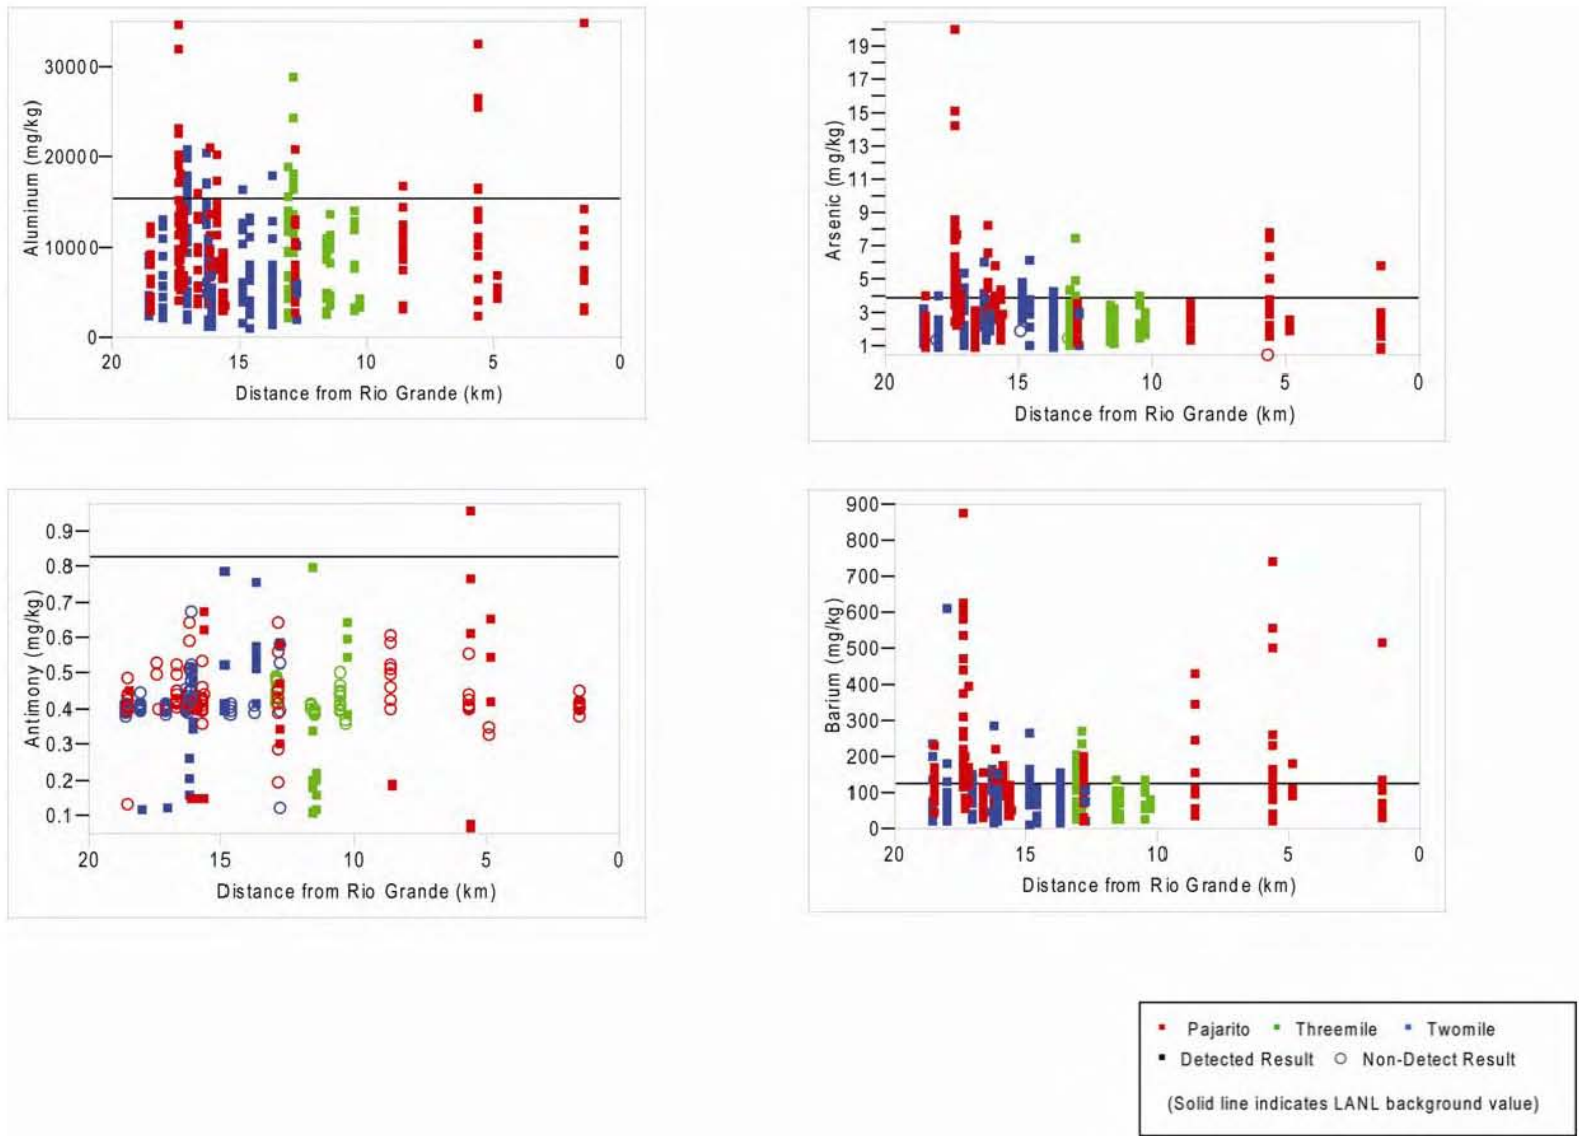 30000
20000
10000
0
Aluminum (mg/kg)
20 15 10 5 0
Distance from Rio Grande (km)
19
17
15
13
11
9
7
5
3
1
Arsenic (mg/kg)
20 15 10 5 0
Distance from Rio Grande (km)
0.9
0.8
0.7
0.6
0.5
0.4
0.3
0.2
0.1
Antimony (mg/kg)
20 15 10 5 0
Distance from Rio Grande (km)
900
800
700
600
500
400
300
200
100
0
Barium (mg/kg)
20 15 10 5 0
Distance from Rio Grande (km)
Pajarito Threemile Twomile
Detected Result Non-Detect Result
(Solid line indicates LANL background value)